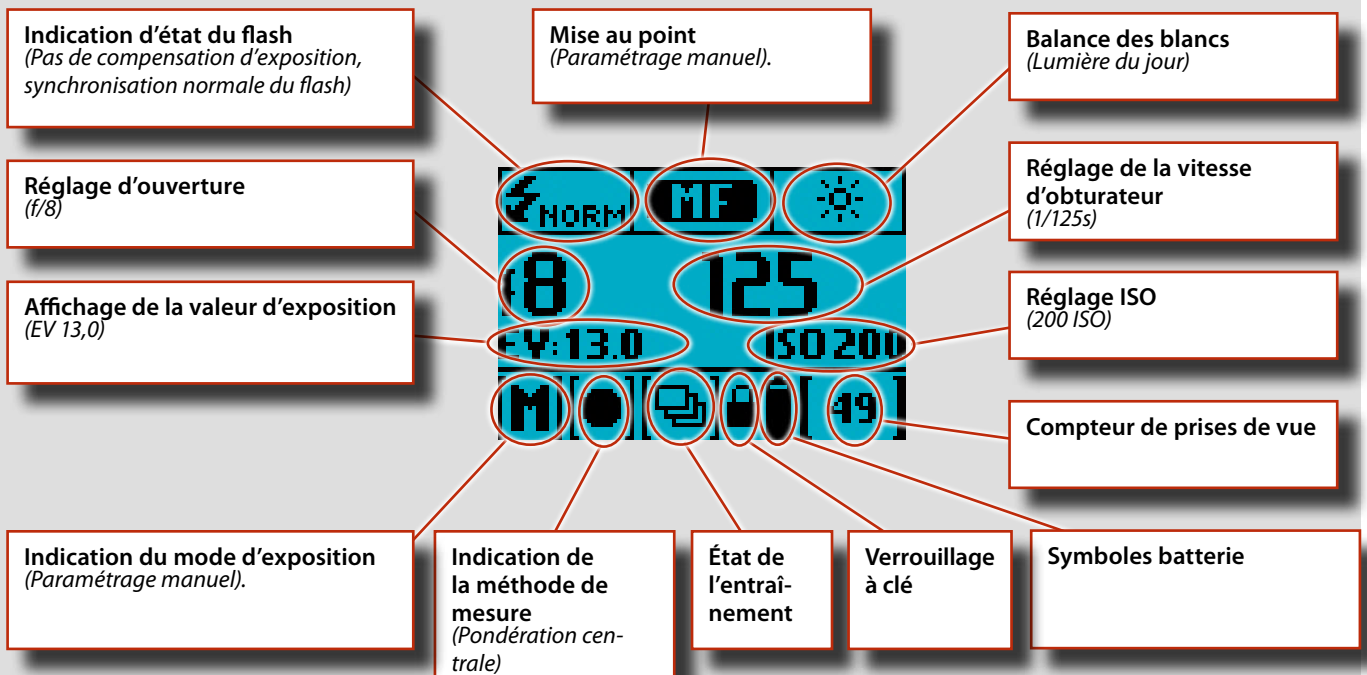 Indication d'état du flash
(Pas de compensation d'exposition,
synchronisation normale du flash)
Mise au point
(Paramétrage manuel).
Balance des blancs
(Lumière du jour)
Réglage d'ouverture
(f/8)
Réglage de la vitesse
d'obturateur
(1/125s)
Affichage de la valeur d'exposition
(EV 13,0)
Réglage ISO
(200 ISO)
NORM
MF
8
125
EV:13.0
ISO 200
M
49
Compteur de prises de vue
Indication du mode d'exposition
(Paramétrage manuel).
Indication de
la méthode de
mesure
(Pondération cen-
trale)
État de
l'entraî-
nement
Verrouillage
à clé
Symboles batterie